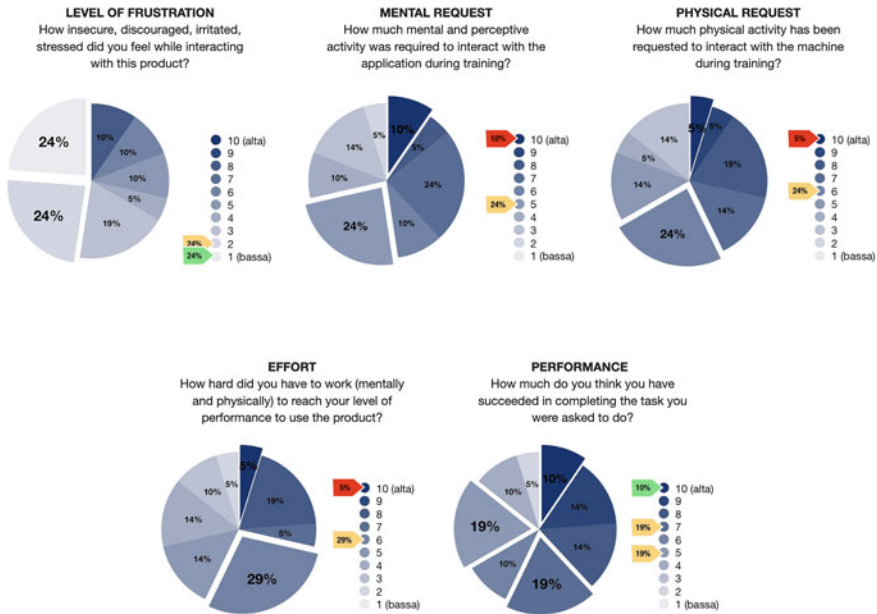 LEVEL OF FRUSTRATION
How insecure, discouraged, irritated,
stressed did you feel while interacting
with this product?
24%
10%
10%
10%
5%
19%
24%
10 (alta)
9
8
7
6
5
4
3
24% 2
24% 1 (bassa)
MENTAL REQUEST
How much mental and perceptive
activity was required to interact with the
application during training?
5%
10%
5%
14%
10%
24%
24%
10%
10% 10 (alta)
9
8
7
6
24% 5
4
3
2
1 (bassa)
PHYSICAL REQUEST
How much physical activity has been
requested to interact with the machine
during training?
5%
5%
14%
5%
19%
14%
14%
24%
5% 10 (alta)
9
8
7
24% 6
5
4
3
2
1 (bassa)
EFFORT
How hard did you have to work (mentally
and physically) to reach your level of
performance to use the product?
5%
5%
10%
19%
14%
5%
14%
29%
5% 10 (alta)
9
8
7
29% 6
5
4
3
2
1 (bassa)
PERFORMANCE
How much do you think you have
succeeded in completing the task you
were asked to do?
5%
10%
10%
14%
19%
14%
10%
19%
10% 10 (alta)
9
8
19% 7
6
19% 5
4
3
2
1 (bassa)